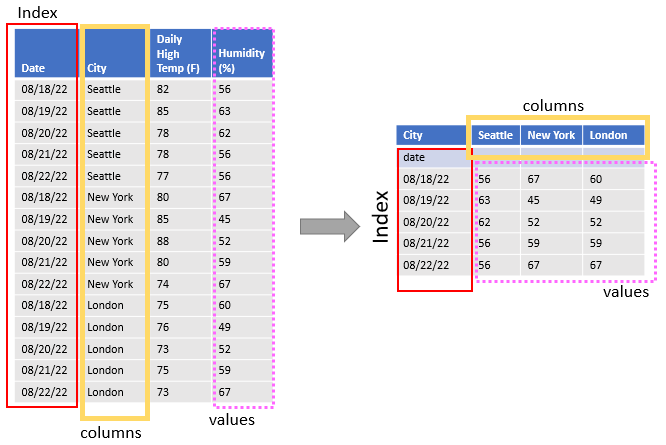 Index
Date City Daily High Temp (F) Humidity (%)
08/18/22 Seattle 82 56
08/19/22 Seattle 85 63
08/20/22 Seattle 78 62
08/21/22 Seattle 78 56
08/22/22 Seattle 77 56
08/18/22 New York 80 67
08/19/22 New York 85 45
08/20/22 New York 88 52
08/21/22 New York 80 59
08/22/22 New York 74 67
08/18/22 London 75 60
08/19/22 London 76 49
08/20/22 London 73 52
08/21/22 London 75 59
08/22/22 London 73 67
columns
values
columns
City Seattle New York London
date
08/18/22 56 67 60
08/19/22 63 45 49
08/20/22 62 52 52
08/21/22 56 59 59
08/22/22 56 67 67
Index
values